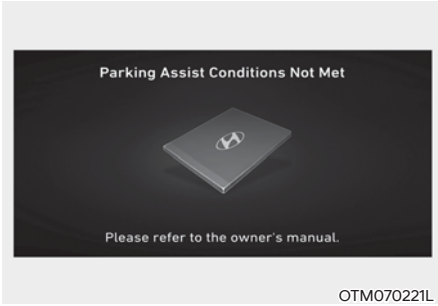 Parking Assist Conditions Not Met
Please refer to the owner's manual.
OTM070221L